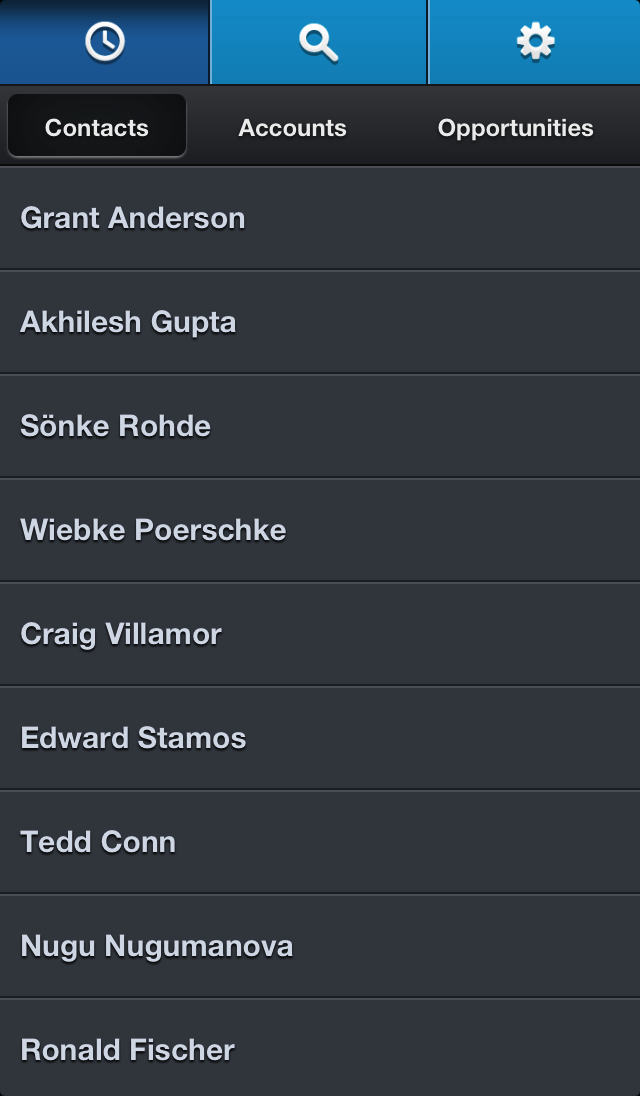 Contacts Accounts Opportunities
Grant Anderson
Akhilesh Gupta
Sönke Rohde
Wiebke Poerschke
Craig Villamor
Edward Stamos
Tedd Conn
Nugu Nugumanova
Ronald Fischer